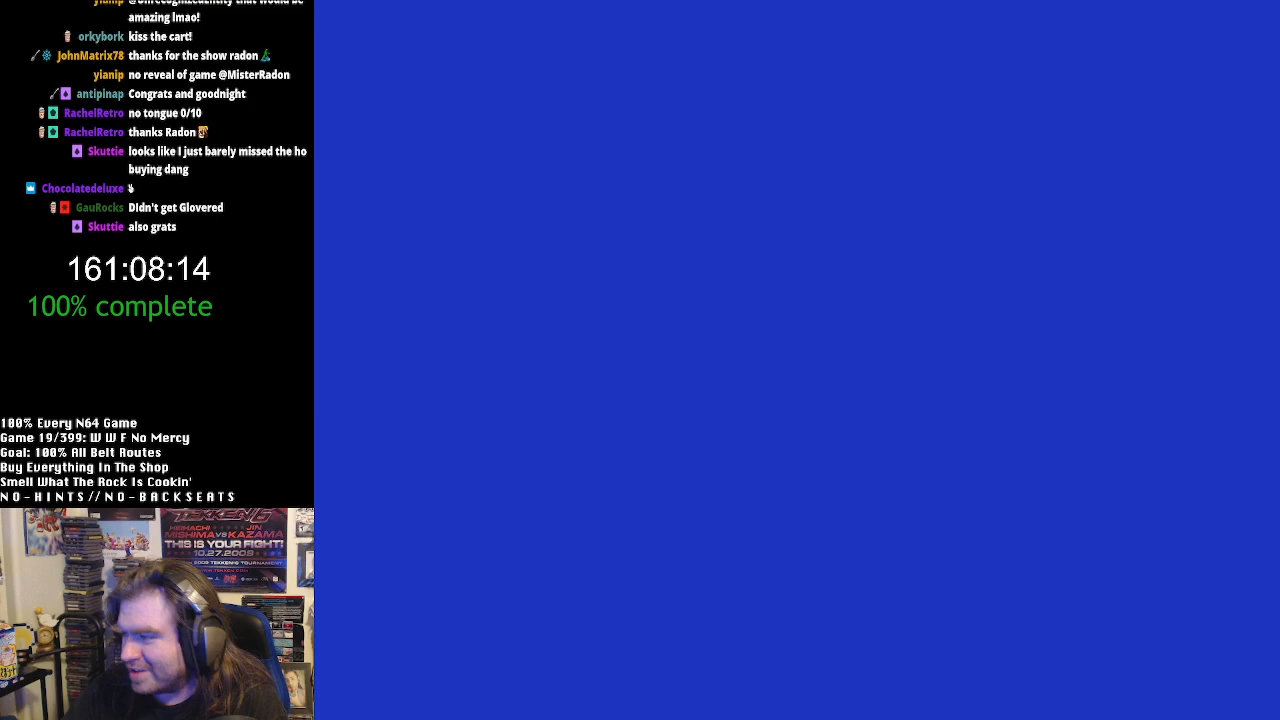 amazing lmao!
orkybork kiss the cart!
JohnMatrix78 thanks for the show radon
yianip no reveal of game @MisterRadon
antipinap Congrats and goodnight
RachelRetro no tongue 0/10
RachelRetro thanks Radon
Skuttie looks like I just barely missed the ho
buying dang
Chocolatedeluxe
GauRocks DIdn't get Glovered
Skuttie also grats
161:08:14
100% complete
100% Every N64 Game
Game 19/399: W W F No Mercy
Goal: 100% All Belt Routes
Buy Everything In The Shop
Smell What The Rock Is Cookin'
NO-HINTS//NO-BACKSEATS
TEKKEN 6
HEIHACHI JIN
MISHIMA VS KAZAMA
THIS IS YOUR FIGHT!
10.27.2009